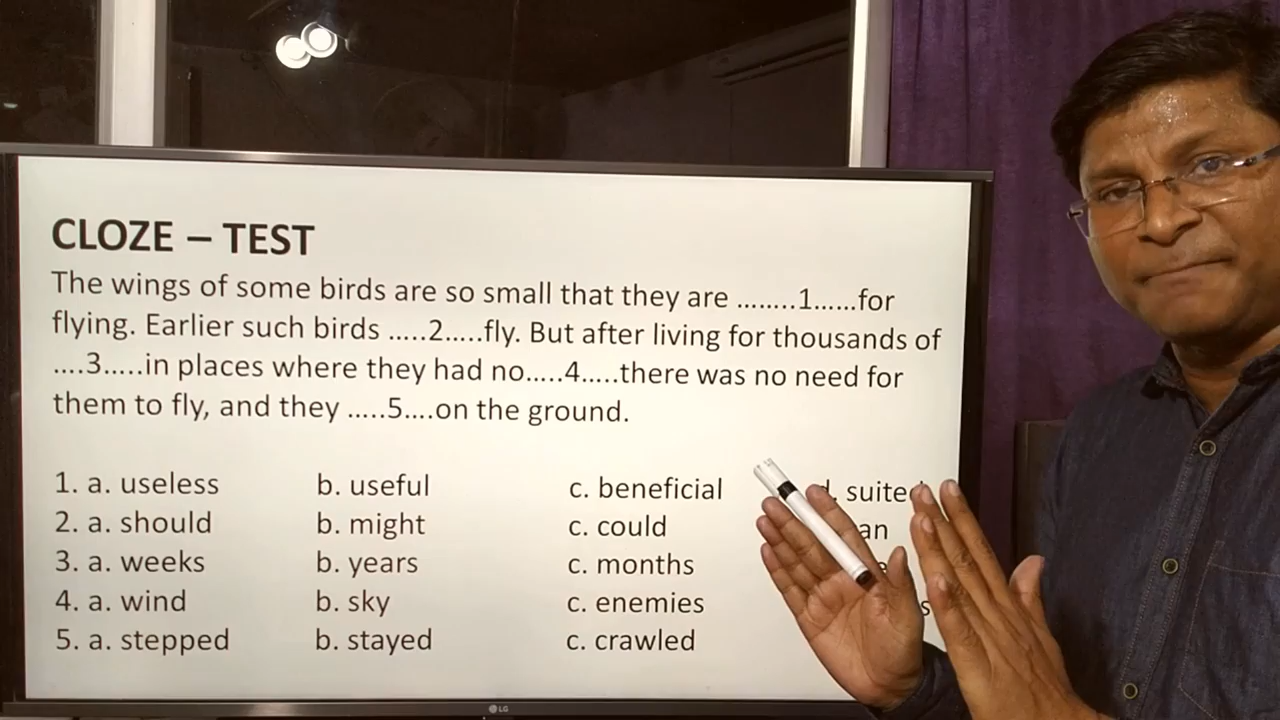 CLOZE – TEST
The wings of some birds are so small that they are ........1......for
flying. Earlier such birds .....2.....fly. But after living for thousands of
....3.....in places where they had no.....4.....there was no need for
them to fly, and they .....5....on the ground.
1. a. useless b. useful c. beneficial d. suited
2. a. should b. might c. could
3. a. weeks b. years c. months
4. a. wind b. sky c. enemies
5. a. stepped b. stayed c. crawled
LG